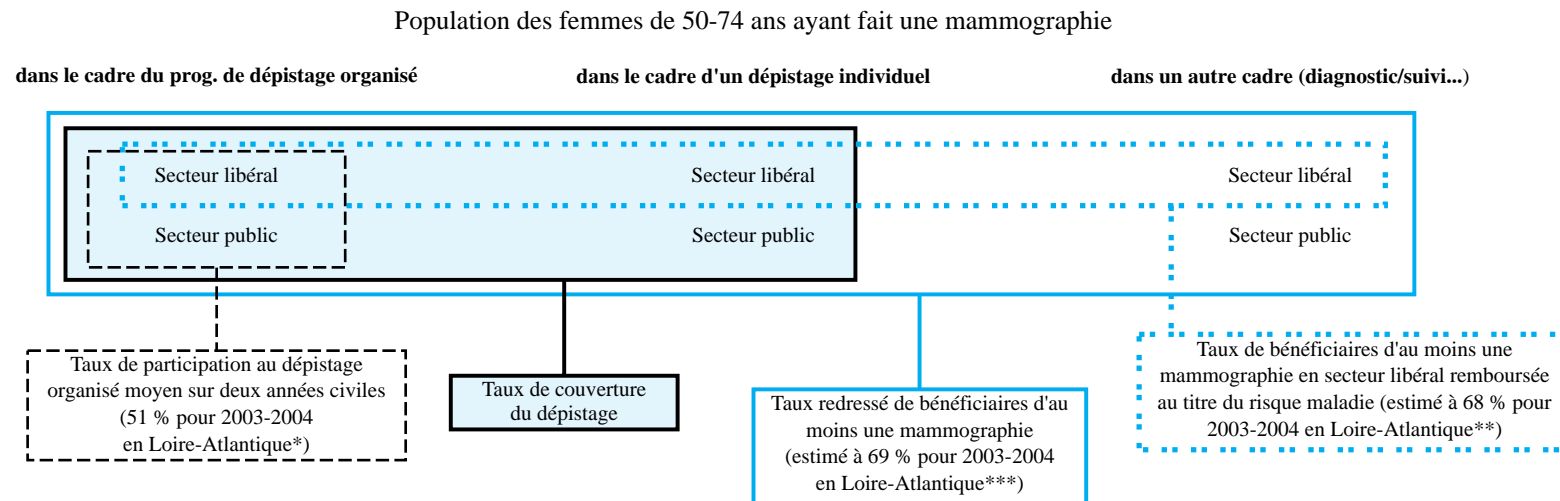 Population des femmes de 50-74 ans ayant fait une mammographie
dans le cadre du prog. de dépistage organisé
dans le cadre d'un dépistage individuel
dans un autre cadre (diagnostic/suivi...)
Secteur libéral
Secteur libéral
Secteur libéral
Secteur public
Secteur public
Secteur public
Taux de participation au dépistage
organisé moyen sur deux années civiles
(51 % pour 2003-2004
en Loire-Atlantique*)
Taux de couverture
du dépistage
Taux redressé de bénéficiaires d'au
moins une mammographie
(estimé à 69 % pour 2003-2004
en Loire-Atlantique***)
Taux de bénéficiaires d'au moins une
mammographie en secteur libéral remboursée
au titre du risque maladie (estimé à 68 % pour
2003-2004 en Loire-Atlantique**)